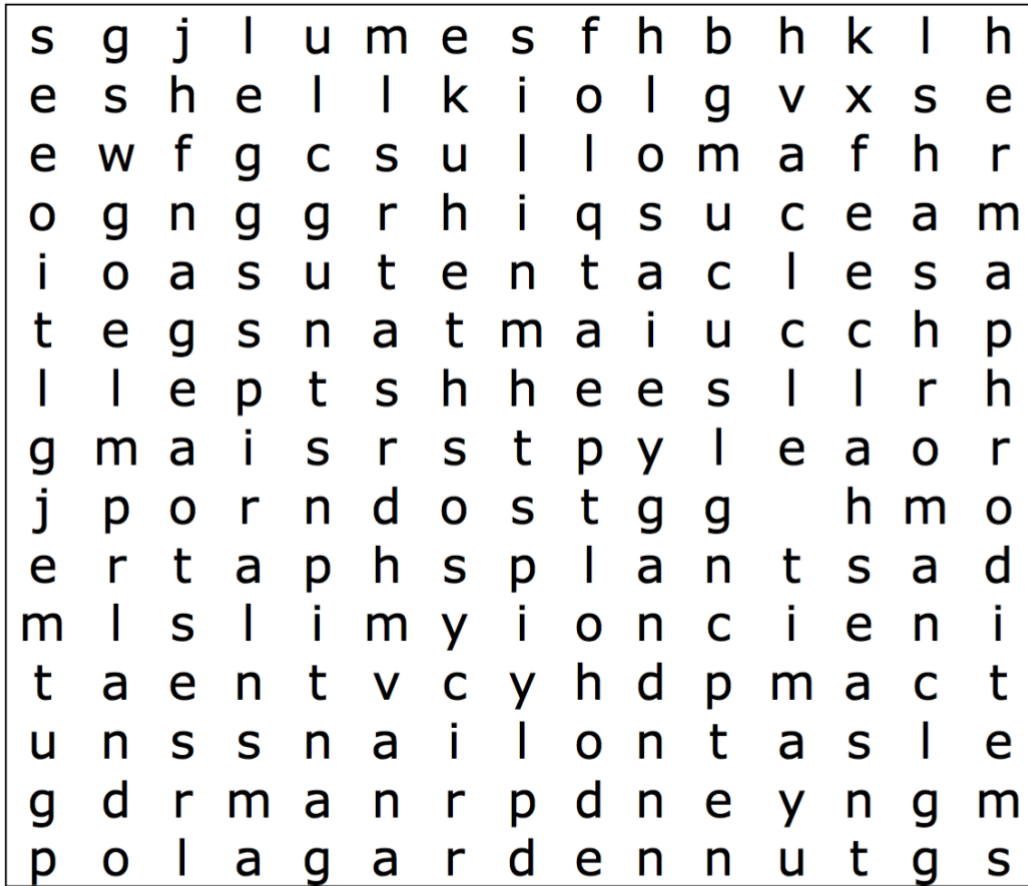 s g j l u m e s f h b h k l h
e s h e l l k i o l g v x s e
e w f g c s u l l o m a f h r
o g n g g r h i q s u c e a m
i o a s u t e n t a c l e s a
t e g s n a t m a i u c c h p
l l e p t s h h e e s l l r h
g m a i s r s t p y l e a o r
j p o r n d o s t g g h m o
e r t a p h s p l a n t s a d
m l s l i m y i o n c i e n i
t a e n t v c y h d p m a c t
u n s s n a i l o n t a s l e
g d r m a n r p d n e y n g m
p o l a g a r d e n n u t g s